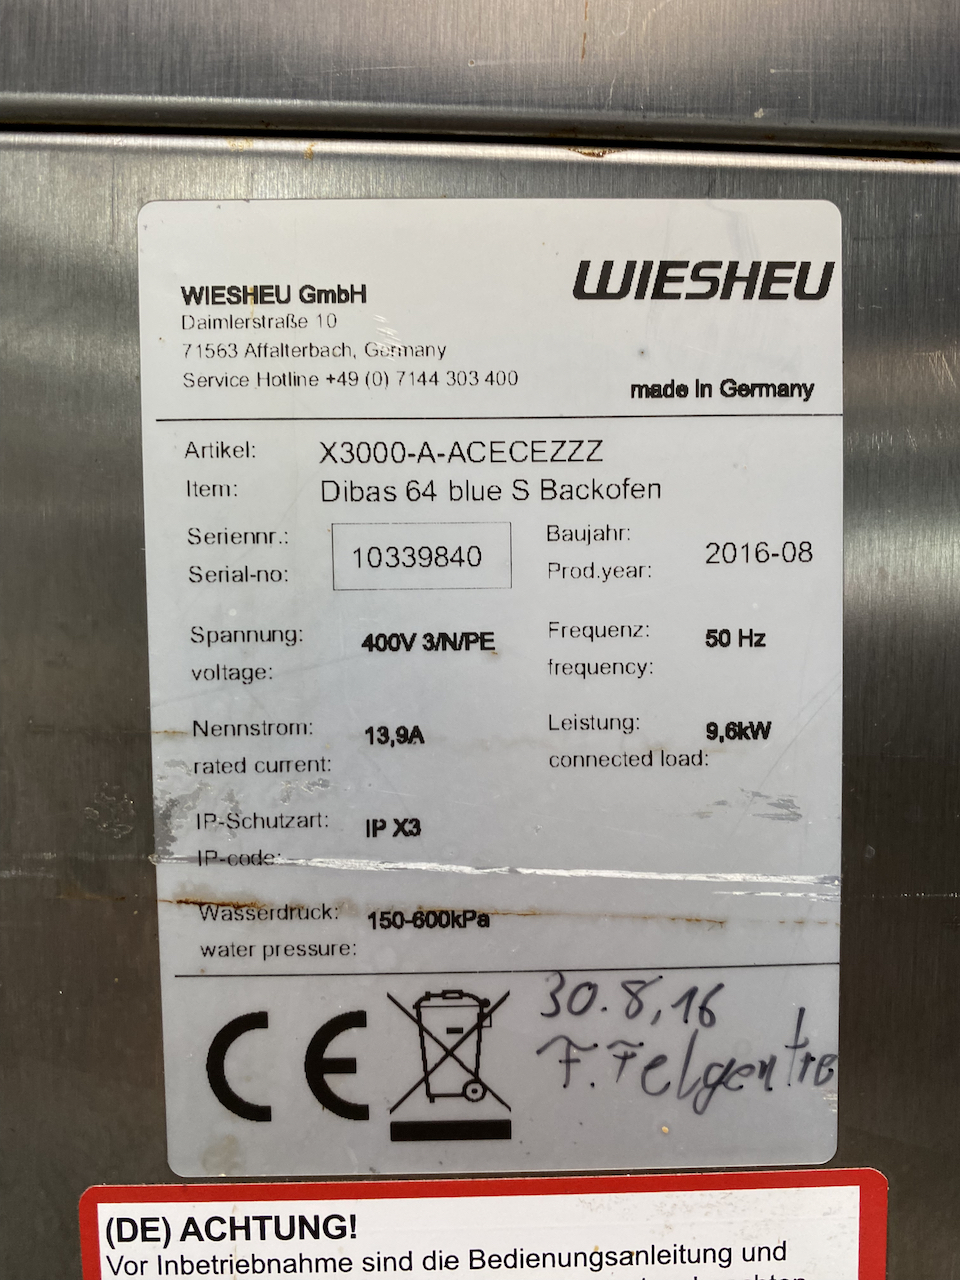 WIESHEU GmbH
Daimlerstraße 10
71563 Affalterbach, Germany
Service Hotline +49 (0) 7144 303 400
WIESHEU
made in Germany
Artikel: X3000-A-ACECEZZZ
Item: Dibas 64 blue S Backofen
Seriennr.:
Serial-no:
10339840
Baujahr:
Prod.year:
2016-08
Spannung:
voltage:
400V 3/N/PE
Frequenz:
frequency:
50 Hz
Nennstrom:
rated current:
13,9A
Leistung:
connected load:
9,6kW
IP-Schutzart:
IP-code:
IP X3
Wasserdruck:
water pressure:
150-600kPa
CE
30.8,16
F. Felgentre
(DE) ACHTUNG!
Vor Inbetriebnahme sind die Bedienungsanleitung und